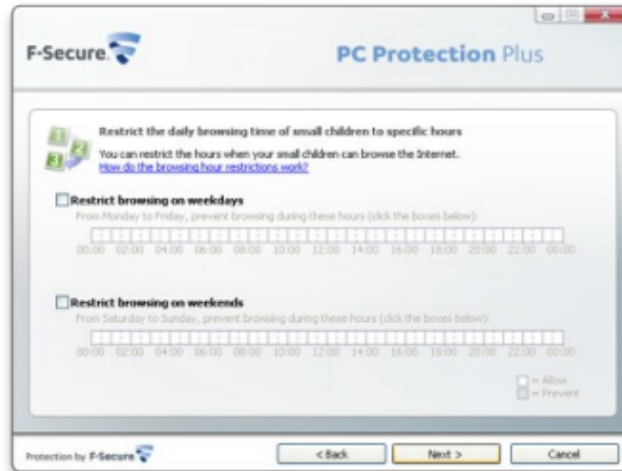 F-Secure.
PC Protection Plus
1 2 3
Restrict the daily browsing time of small children to specific hours
You can restrict the hours when your small children can browse the Internet.
How do the browsing hour restrictions work?
Restrict browsing on weekdays
From Monday to Friday, prevent browsing during these hours (click the boxes below):
00:00 02:00 04:00 06:00 08:00 10:00 12:00 14:00 16:00 18:00 20:00 22:00 00:00
Restrict browsing on weekends
From Saturday to Sunday, prevent browsing during these hours (click the boxes below):
00:00 02:00 04:00 06:00 08:00 10:00 12:00 14:00 16:00 18:00 20:00 22:00 00:00
= Allow
= Prevent
Protection by F-Secure
< Back
Next >
Cancel